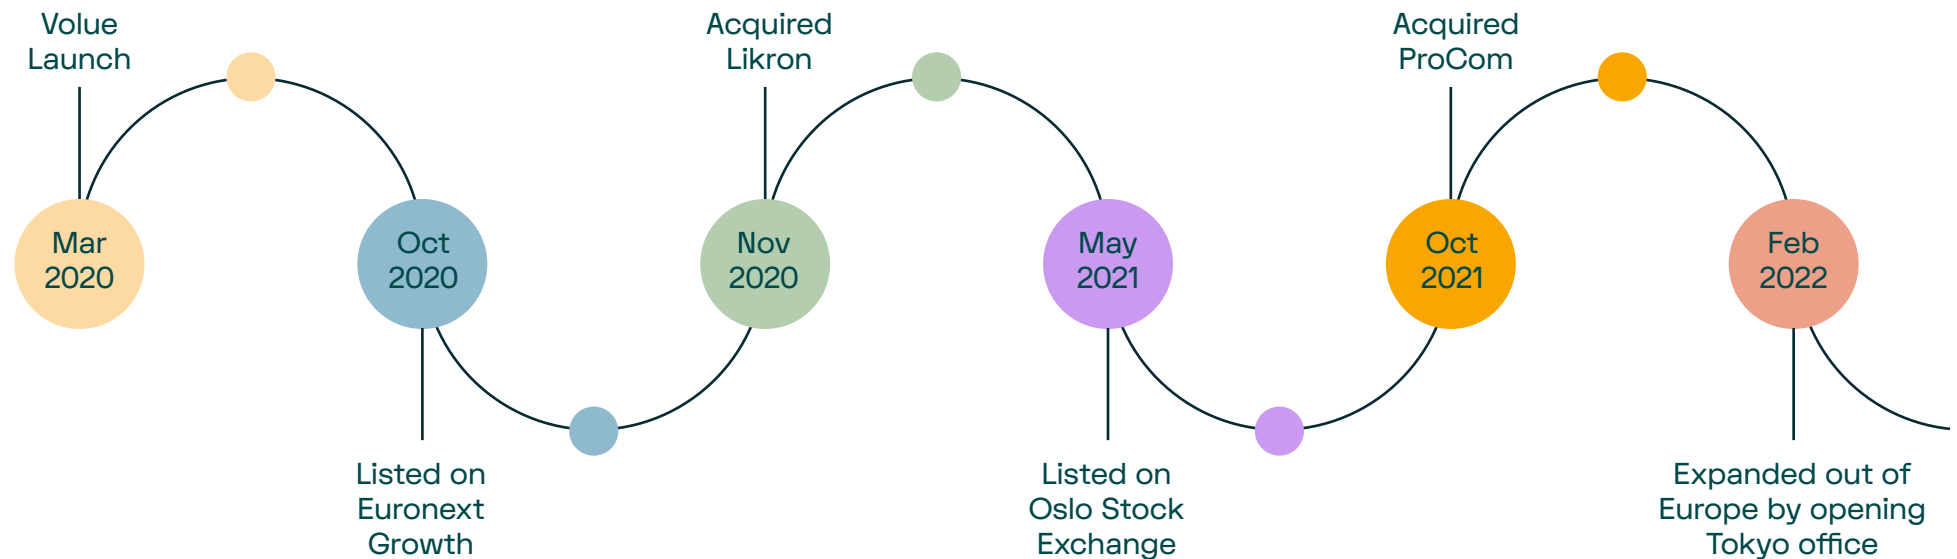 Volue
Launch
Mar
2020
Oct
2020
Listed on
Euronext
Growth
Acquired
Likron
Nov
2020
May
2021
Listed on
Oslo Stock
Exchange
Acquired
ProCom
Oct
2021
Feb
2022
Expanded out of
Europe by opening
Tokyo office